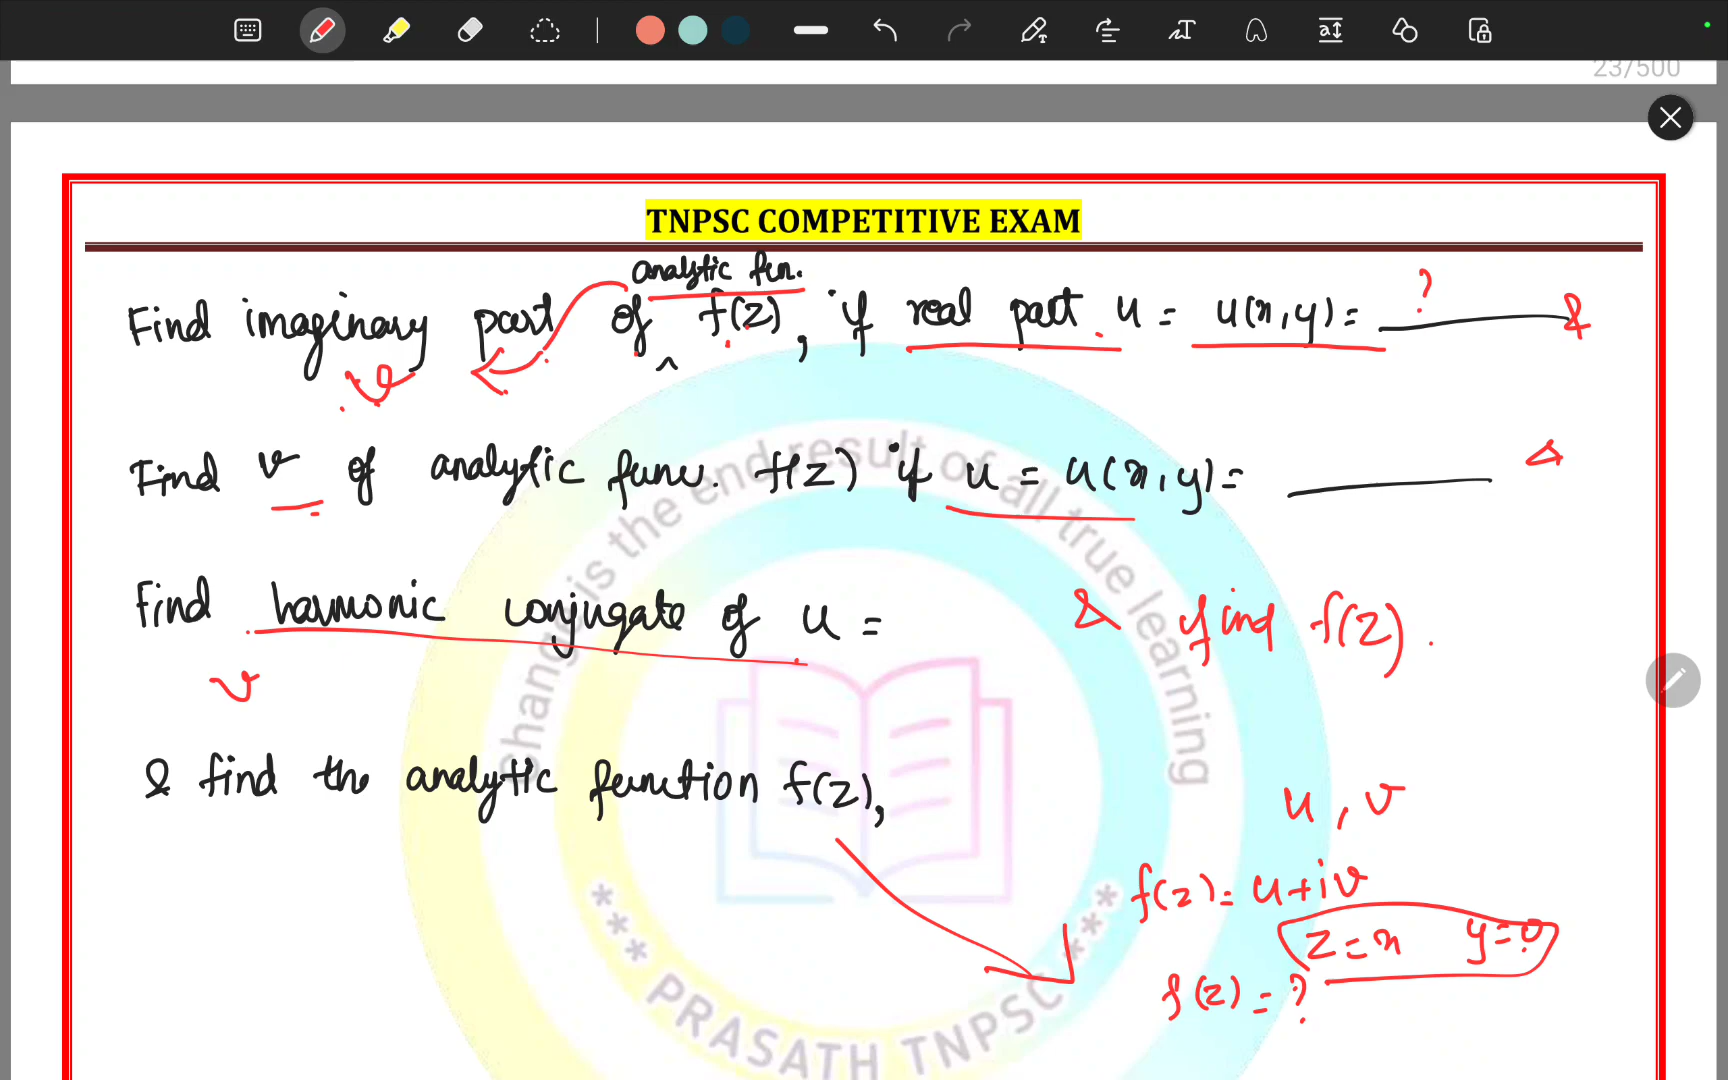 23/500
TNPSC COMPETITIVE EXAM
analytic fun.
Find imaginary part of f(z), if real part u = u(x,y) = ? &
v
Find v of analytic func. f(z) if u = u(x,y) = &
Find harmonic conjugate of u = & find f(z).
v
& find the analytic function f(z),
u, v
f(z) = u+iv
z = x y = 0
f(z) = ?
change is the end result of all true learning
*** PRASATH TNPSC ***